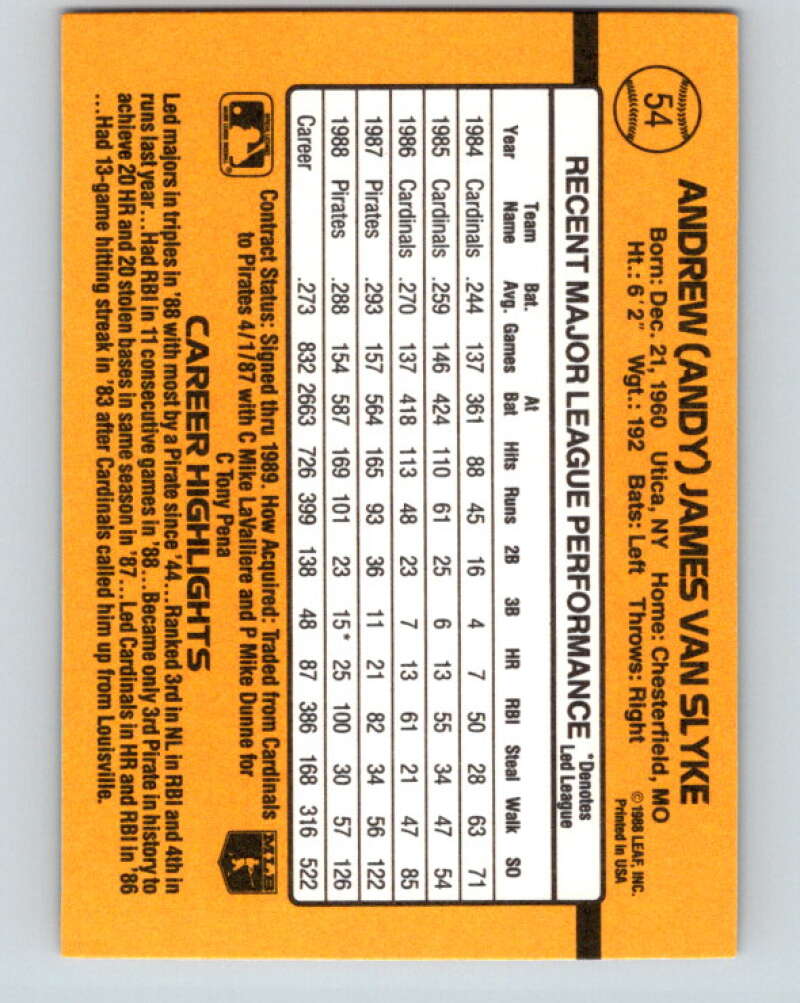 54
ANDREW (ANDY) JAMES VAN SLYKE
Born: Dec. 21, 1960 Utica, NY Home: Chesterfield, MO
Ht.: 6'2" Wgt.: 192 Bats: Left Throws: Right
©1988 LEAF, INC.
Printed in USA
RECENT MAJOR LEAGUE PERFORMANCE *Denotes Led League
Year Team Name Bat. Avg. Games At Bat Hits Runs 2B 3B HR RBI Steal Walk SO
1984 Cardinals .244 137 361 88 45 16 4 7 50 28 63 71
1985 Cardinals .259 146 424 110 61 25 6 13 55 34 47 54
1986 Cardinals .270 137 418 113 48 23 7 13 61 21 47 85
1987 Pirates .293 157 564 165 93 36 11 21 82 34 56 122
1988 Pirates .288 154 587 169 101 23 15* 25 100 30 57 126
Career .273 832 2663 726 399 138 48 87 386 168 316 522
Contract Status: Signed thru 1989. How Acquired: Traded from Cardinals
to Pirates 4/1/87 with C Mike LaValliere and P Mike Dunne for
C Tony Pena
MLB
CAREER HIGHLIGHTS
Led majors in triples in '88 with most by a Pirate since '44...Ranked 3rd in NL in RBI and 4th in
runs last year...Had RBI in 11 consecutive games in '88...Became only 3rd Pirate in history to
achieve 20 HR and 20 stolen bases in same season in '87...Led Cardinals in HR and RBI in '86
...Had 13-game hitting streak in '83 after Cardinals called him up from Louisville.